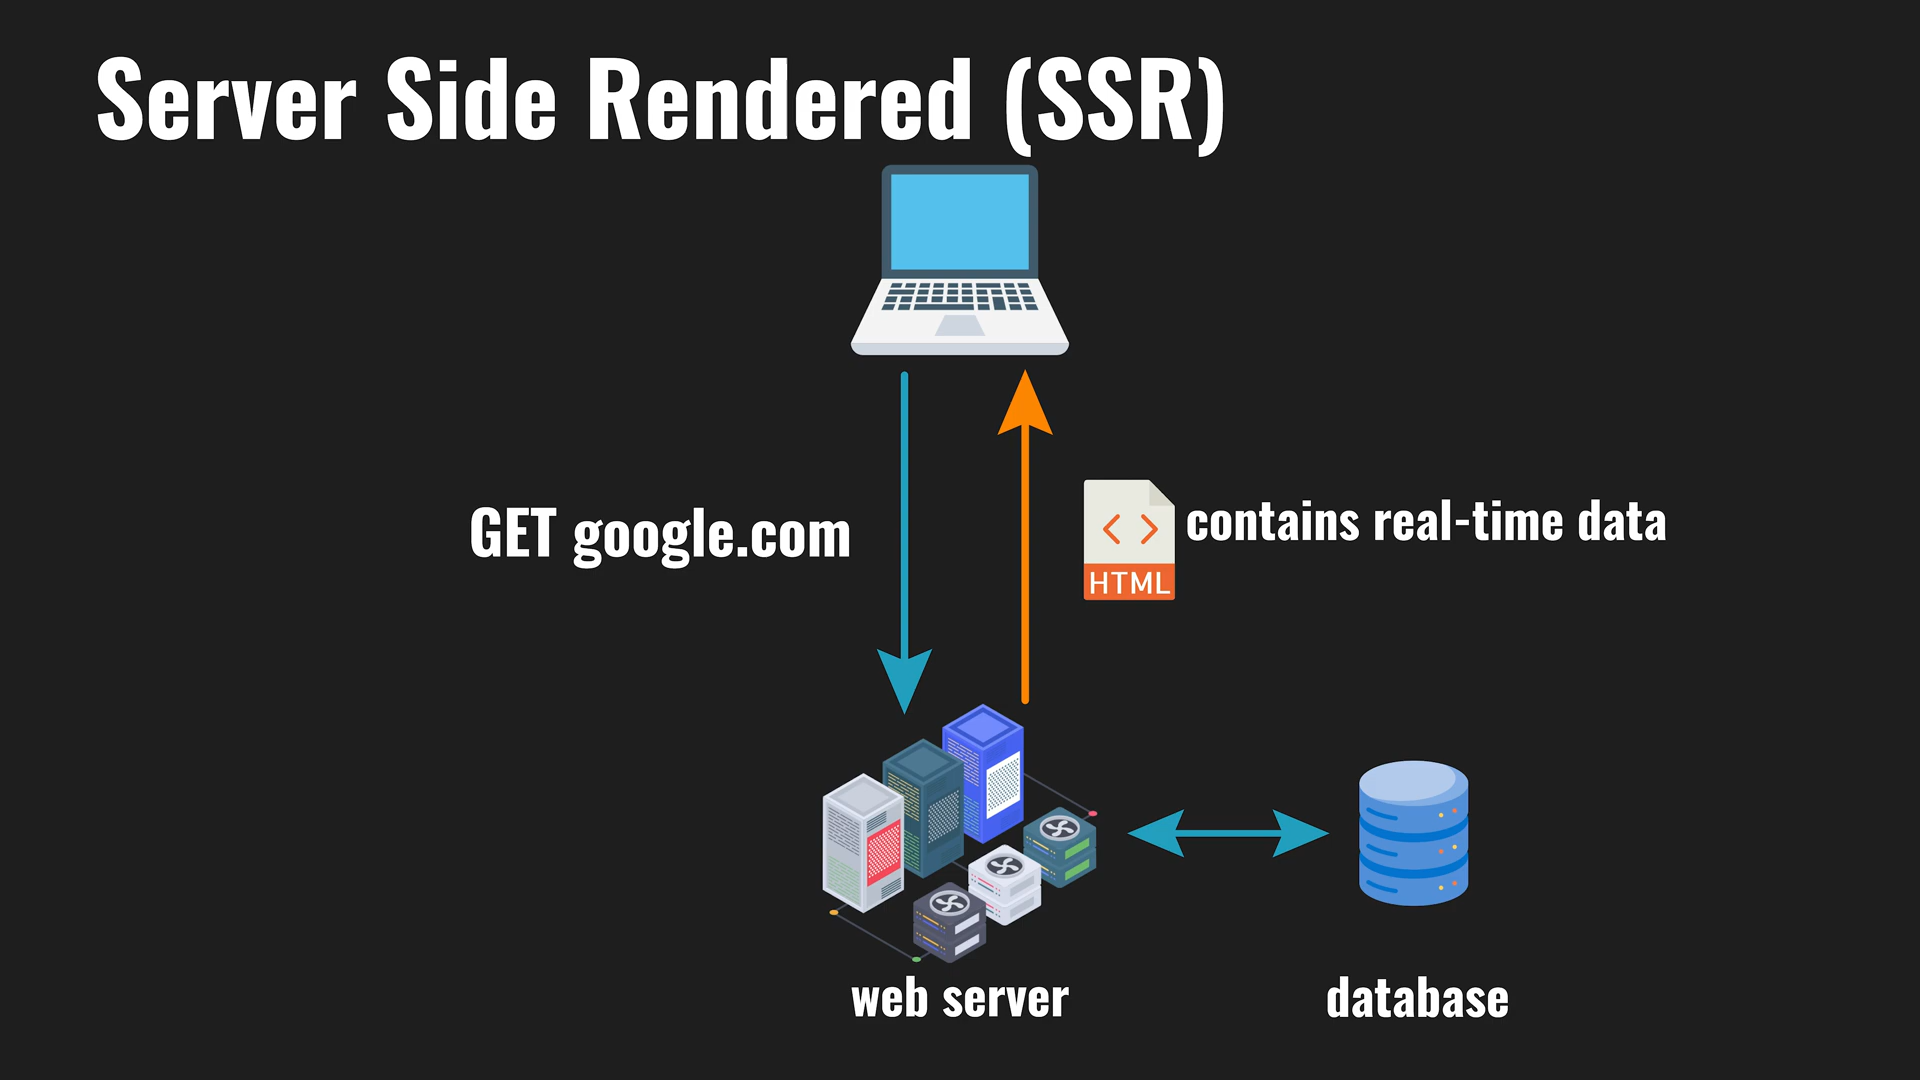 Server Side Rendered (SSR)
GET google.com
contains real-time data
HTML
web server
database